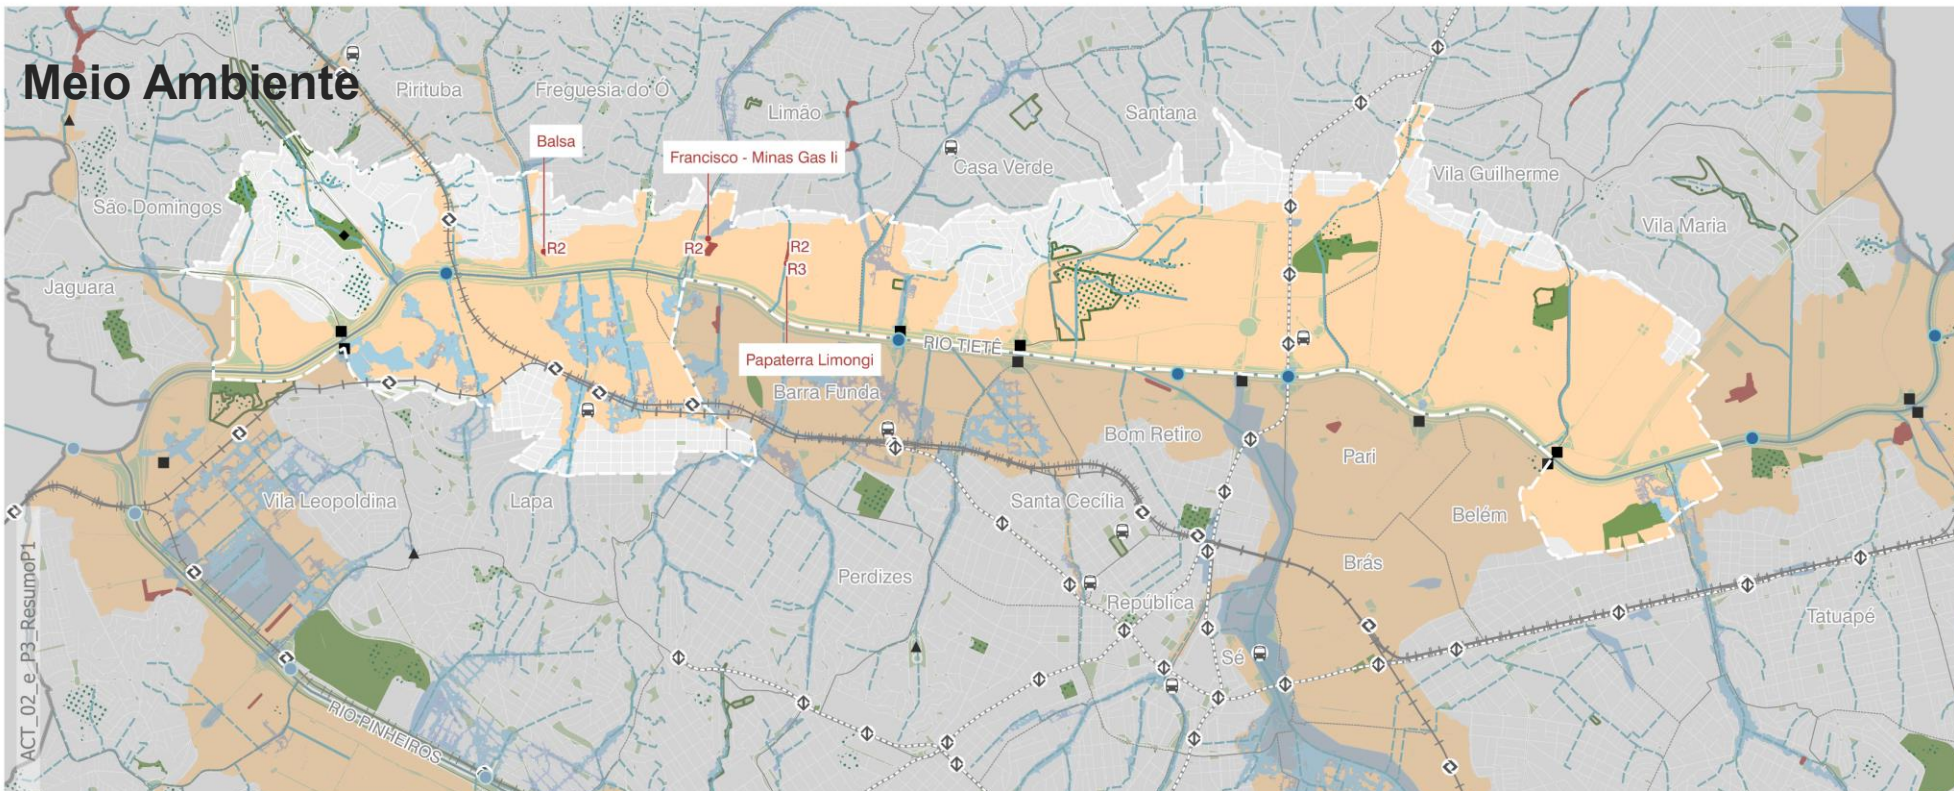 Meio Ambiente
Pirituba
Freguesia do Ó
Limão
Santana
Balsa
Francisco - Minas Gas Ii
Casa Verde
Vila Guilherme
São Domingos
Vila Maria
R2
R2
R2
R3
Jaguara
RIO TIETÊ
Papaterra Limongi
Barra Funda
Bom Retiro
Pari
Vila Leopoldina
Lapa
Santa Cecília
Belém
Brás
Perdizes
República
Tatuapé
Sé
RIO PINHEIROS
ACT_02_e_P3_ResumoP1